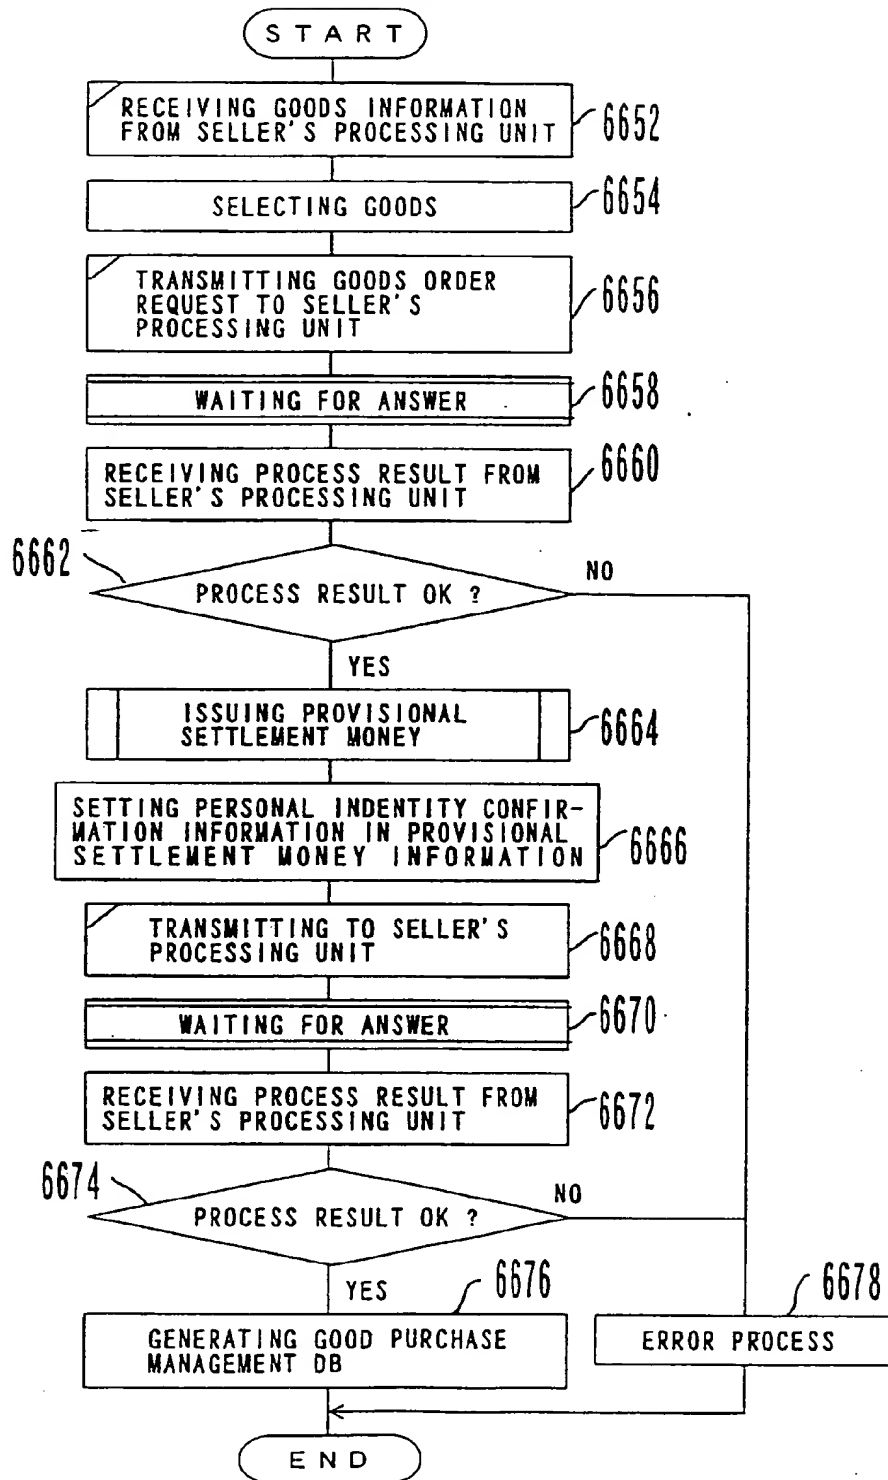 START
RECEIVING GOODS INFORMATION
FROM SELLER'S PROCESSING UNIT
6652
SELECTING GOODS
6654
TRANSMITTING GOODS ORDER
REQUEST TO SELLER'S
PROCESSING UNIT
6656
WAITING FOR ANSWER
6658
RECEIVING PROCESS RESULT FROM
SELLER'S PROCESSING UNIT
6660
6662
PROCESS RESULT OK ?
NO
YES
ISSUING PROVISIONAL
SETTLEMENT MONEY
6664
SETTING PERSONAL INDENTITY CONFIR-
MATION INFORMATION IN PROVISIONAL
SETTLEMENT MONEY INFORMATION
6666
TRANSMITTING TO SELLER'S
PROCESSING UNIT
6668
WAITING FOR ANSWER
6670
RECEIVING PROCESS RESULT FROM
SELLER'S PROCESSING UNIT
6672
6674
PROCESS RESULT OK ?
NO
YES
6676
GENERATING GOOD PURCHASE
MANAGEMENT DB
6678
ERROR PROCESS
END